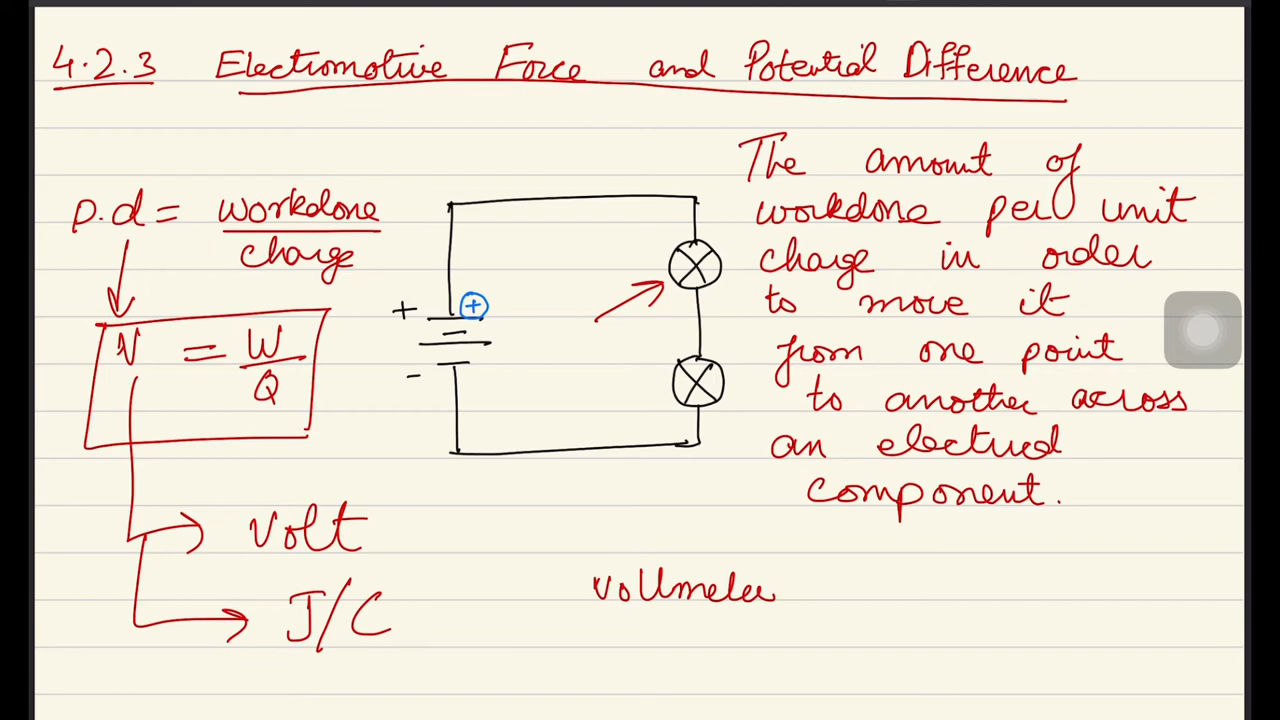 4.2.3 Electromotive Force and Potential Difference
p.d = workdone
charge
V = W
Q
Volt
J/C
+
+
-
The amount of
workdone per unit
charge in order
to move it
from one point
to another across
an electrical
component.
voltmeter